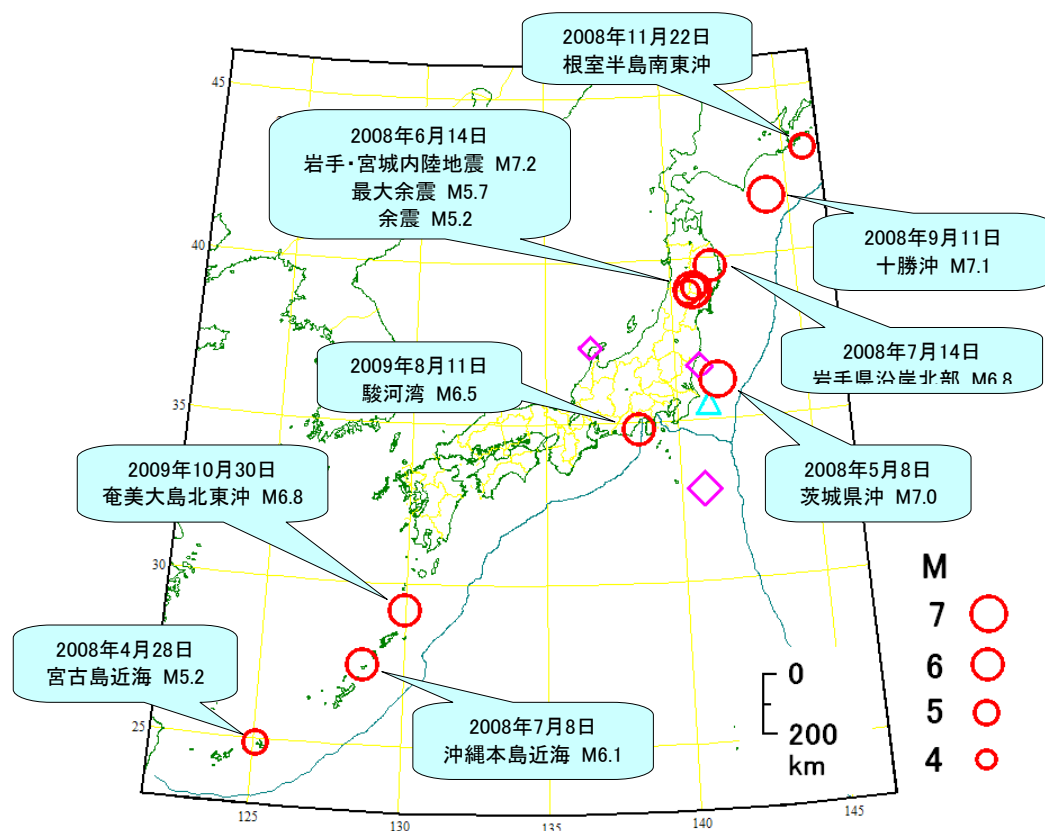 2008年11月22日
根室半島南東沖
2008年6月14日
岩手・宮城内陸地震 M7.2
最大余震 M5.7
余震 M5.2
2008年9月11日
十勝沖 M7.1
2008年7月14日
岩手県沿岸北部 M6.8
2009年8月11日
駿河湾 M6.5
2008年5月8日
茨城県沖 M7.0
2009年10月30日
奄美大島北東沖 M6.8
2008年4月28日
宮古島近海 M5.2
2008年7月8日
沖縄本島近海 M6.1
45
40
35
30
25
125
130
135
140
145
0
200
km
M
7
6
5
4